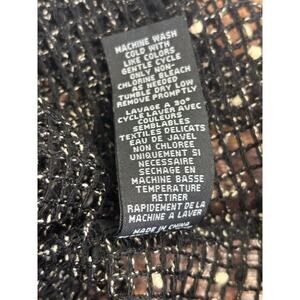 MACHINE WASH
COLD WITH
LIKE COLORS
GENTLE CYCLE
ONLY NON-
CHLORINE BLEACH
AS NEEDED
TUMBLE DRY LOW
REMOVE PROMPTLY
LAVAGE A 30°
CYCLE LAVER AVEC
COULEURS
SEMBLABLES
TEXTILES DELICATS
EAU DE JAVEL
NON CHLOREE
UNIQUEMENT SI
NECESSAIRE
SECHAGE EN
MACHINE BASSE
TEMPERATURE
RETIRER
RAPIDEMENT DE LA
MACHINE A LAVER
MADE IN CHINA